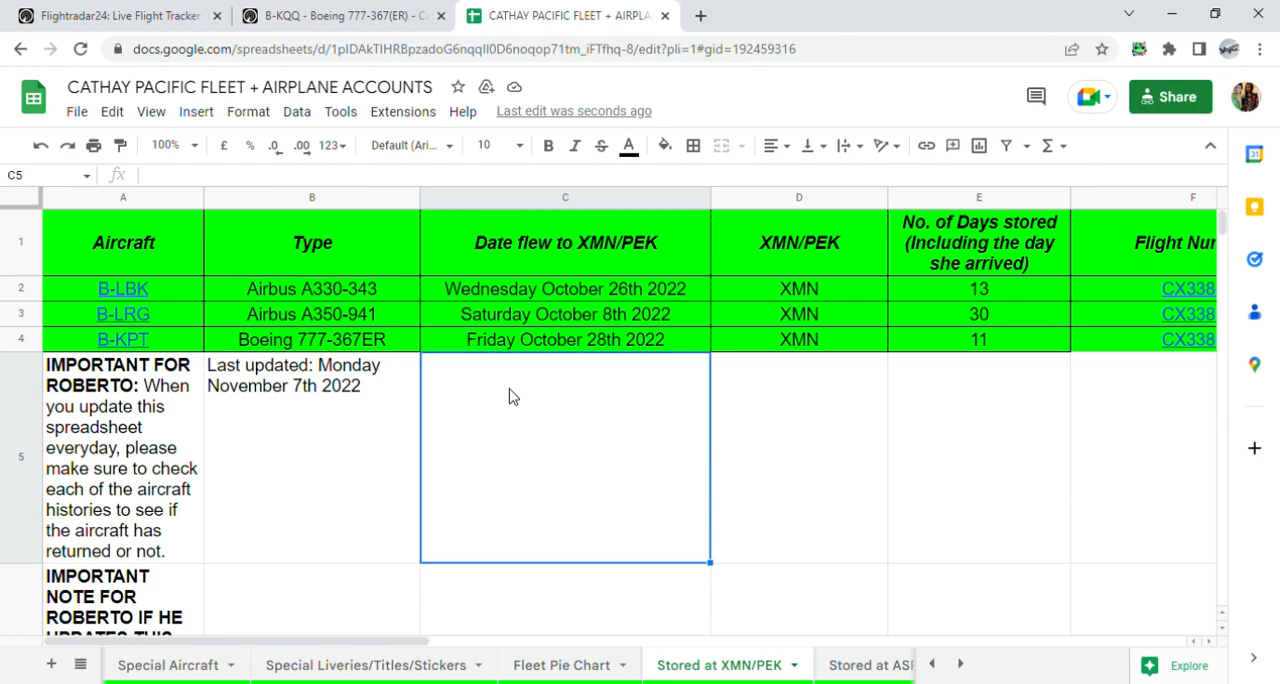 Flightradar24: Live Flight Tracker
B-KQQ - Boeing 777-367(ER) - C
CATHAY PACIFIC FLEET + AIRPLA
docs.google.com/spreadsheets/d/1pIDAkTIHRBpzadoG6nqqII0D6noqop71tm_iFTfhq-8/edit?pli=1#gid=192459316
CATHAY PACIFIC FLEET + AIRPLANE ACCOUNTS
File Edit View Insert Format Data Tools Extensions Help Last edit was seconds ago
Share
100% £ % .0 .00 123 Default (Ari... 10 B I S A
31
C5 fx
A B C D E F
1 Aircraft Type Date flew to XMN/PEK XMN/PEK No. of Days stored (Including the day she arrived) Flight Nur
2 B-LBK Airbus A330-343 Wednesday October 26th 2022 XMN 13 CX338
3 B-LRG Airbus A350-941 Saturday October 8th 2022 XMN 30 CX338
4 B-KPT Boeing 777-367ER Friday October 28th 2022 XMN 11 CX338
5
IMPORTANT FOR
ROBERTO: When
you update this
spreadsheet
everyday, please
make sure to check
each of the aircraft
histories to see if
the aircraft has
returned or not.
Last updated: Monday
November 7th 2022
IMPORTANT
NOTE FOR
ROBERTO IF HE
UPDATES THIS
Special Aircraft Special Liveries/Titles/Stickers Fleet Pie Chart Stored at XMN/PEK Stored at ASP
Explore